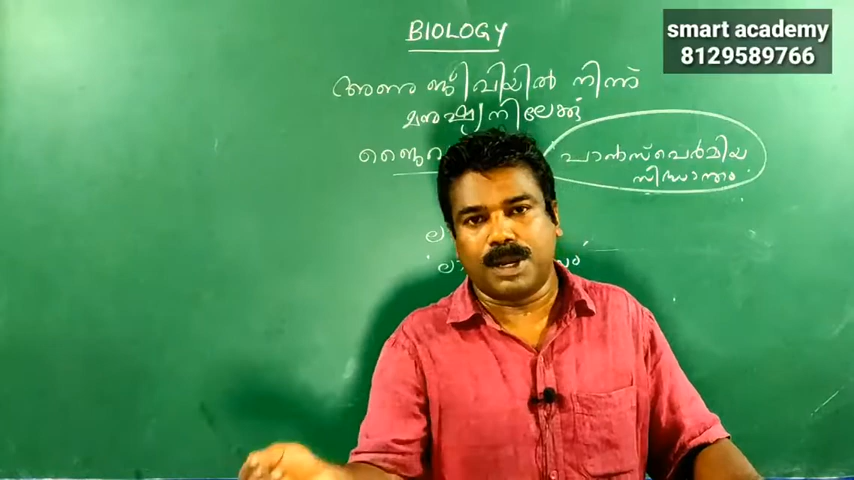 smart academy
8129589766
BIOLOGY
അണു ജീവിയിൽ നിന്ന്
മനുഷ്യനിലേക്ക്
പാൻസ്പെർമിയ
സിദ്ധാന്തം